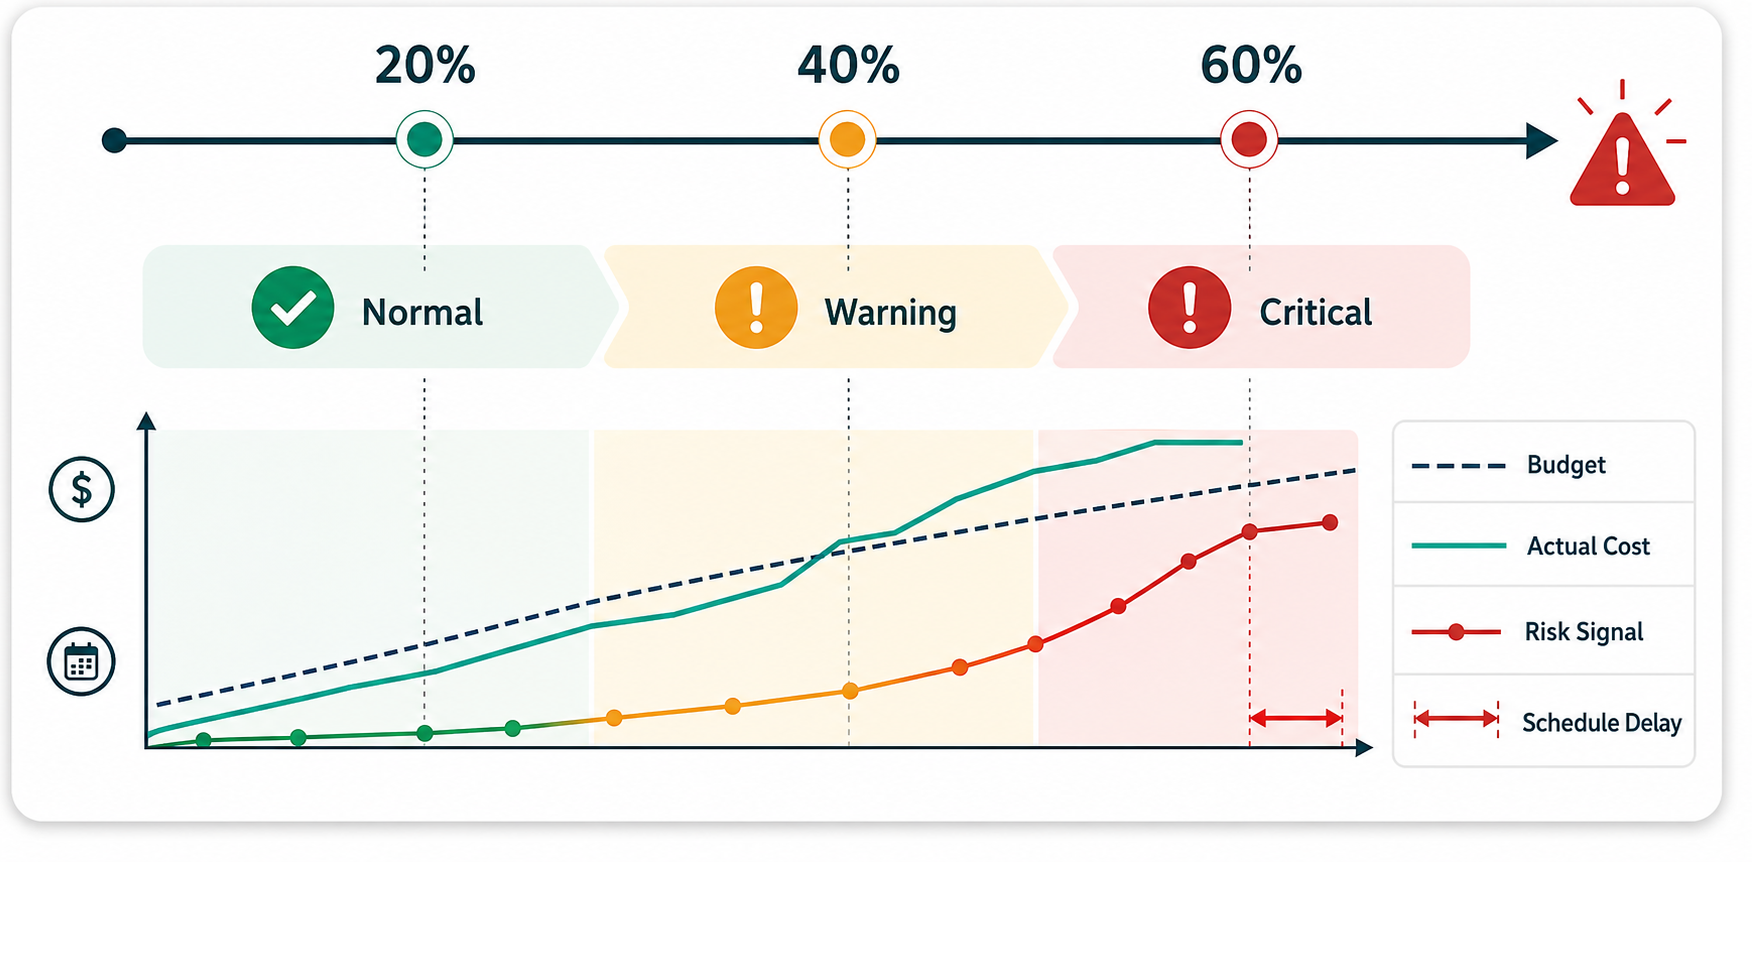 20%
40%
60%
Normal
Warning
Critical
$
Budget
Actual Cost
Risk Signal
Schedule Delay